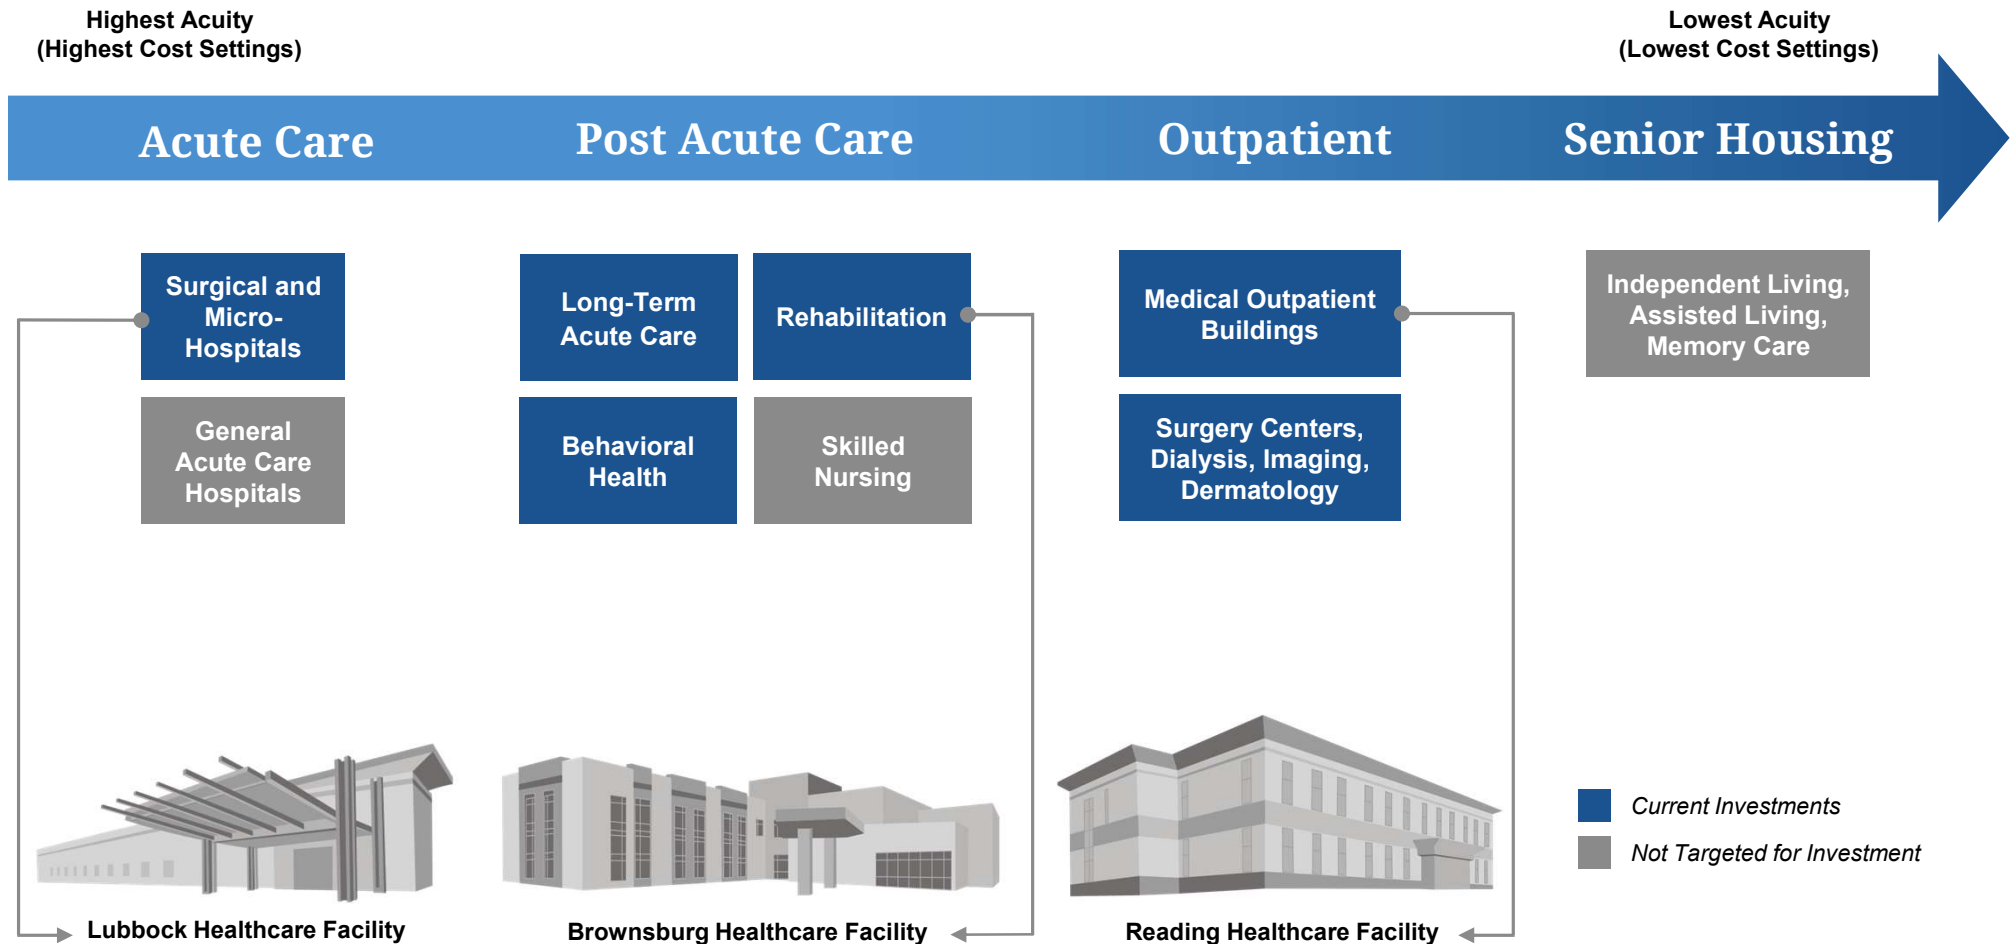 Highest Acuity
(Highest Cost Settings)
Lowest Acuity
(Lowest Cost Settings)
Acute Care
Post Acute Care
Outpatient
Senior Housing
Surgical and
Micro-
Hospitals
General
Acute Care
Hospitals
Long-Term
Acute Care
Rehabilitation
Behavioral
Health
Skilled
Nursing
Medical Outpatient
Buildings
Surgery Centers,
Dialysis, Imaging,
Dermatology
Independent Living,
Assisted Living,
Memory Care
Current Investments
Not Targeted for Investment
Lubbock Healthcare Facility
Brownsburg Healthcare Facility
Reading Healthcare Facility